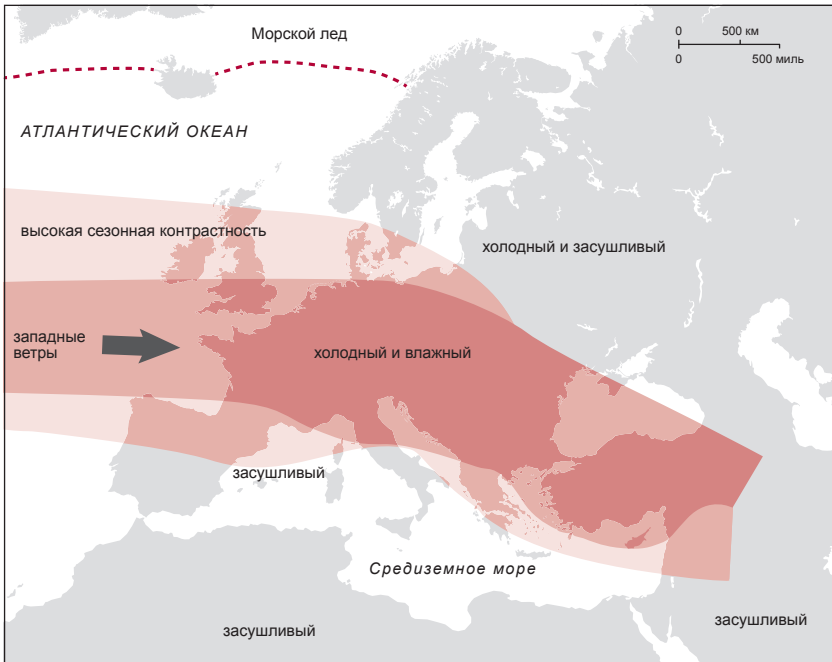 Морской лед
0 500 км
0 500 миль
АТЛАНТИЧЕСКИЙ ОКЕАН
высокая сезонная контрастность
холодный и засушливый
западные
ветры
холодный и влажный
засушливый
Средиземное море
засушливый
засушливый